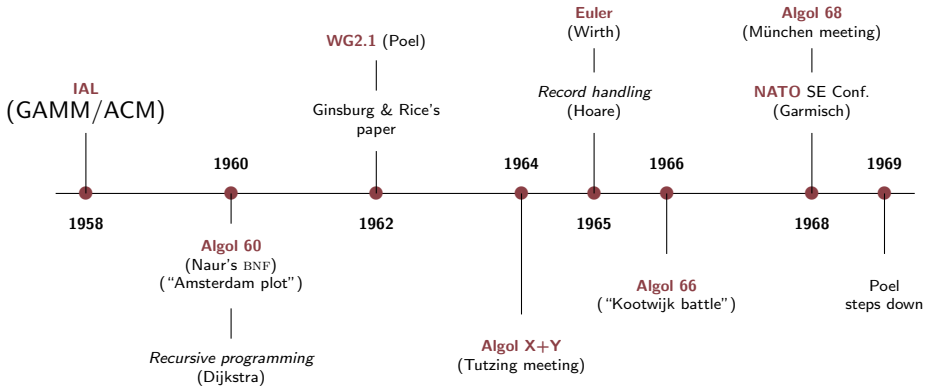 IAL
(GAMM/ACM)
1958
1960
Algol 60
(Naur's BNF)
(“Amsterdam plot”)
Recursive programming
(Dijkstra)
WG2.1 (Poel)
Ginsburg & Rice's
paper
1962
1964
Algol X+Y
(Tutzing meeting)
Euler
(Wirth)
Record handling
(Hoare)
1965
1966
Algol 66
(“Kootwijk battle”)
Algol 68
(München meeting)
NATO SE Conf.
(Garmisch)
1968
1969
Poel
steps down